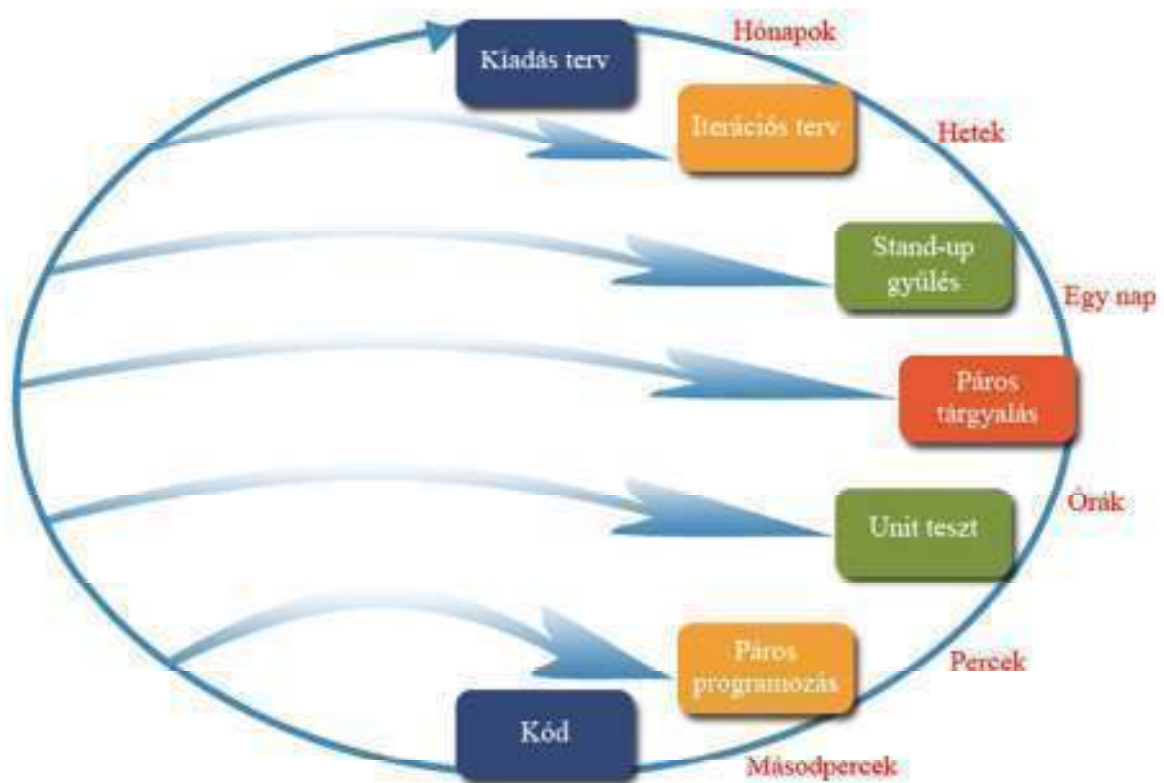 Hónapok
Kiadás terv
Iterációs terv
Hetek
Stand-up
gyűlés
Egy nap
Páros
tárgyalás
Órák
Unit teszt
Páros
programozás
Percek
Kód
Másodpercek